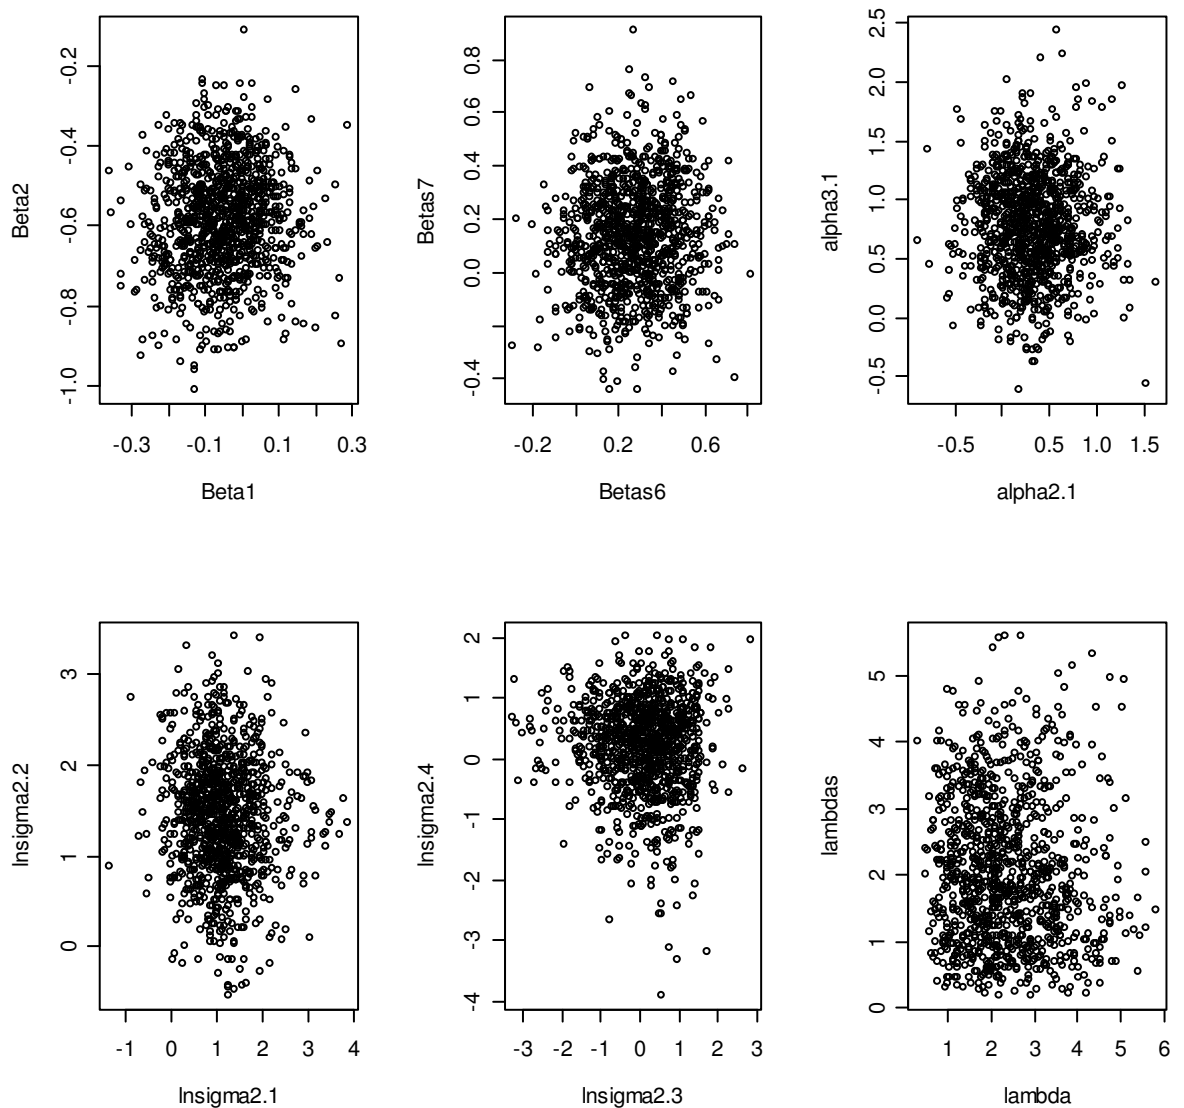 Beta2
-1.0 -0.8 -0.6 -0.4 -0.2
-0.3 -0.1 0.1 0.3
Beta1
Betas7
-0.4 0.0 0.2 0.4 0.6 0.8
-0.2 0.2 0.6
Betas6
alpha3.1
-0.5 0.0 0.5 1.0 1.5 2.0 2.5
-0.5 0.5 1.0 1.5
alpha2.1
lnsigma2.2
0 1 2 3
-1 0 1 2 3 4
lnsigma2.1
lnsigma2.4
-4 -3 -2 -1 0 1 2
-3 -2 -1 0 1 2 3
lnsigma2.3
lambdas
0 1 2 3 4 5
1 2 3 4 5 6
lambda